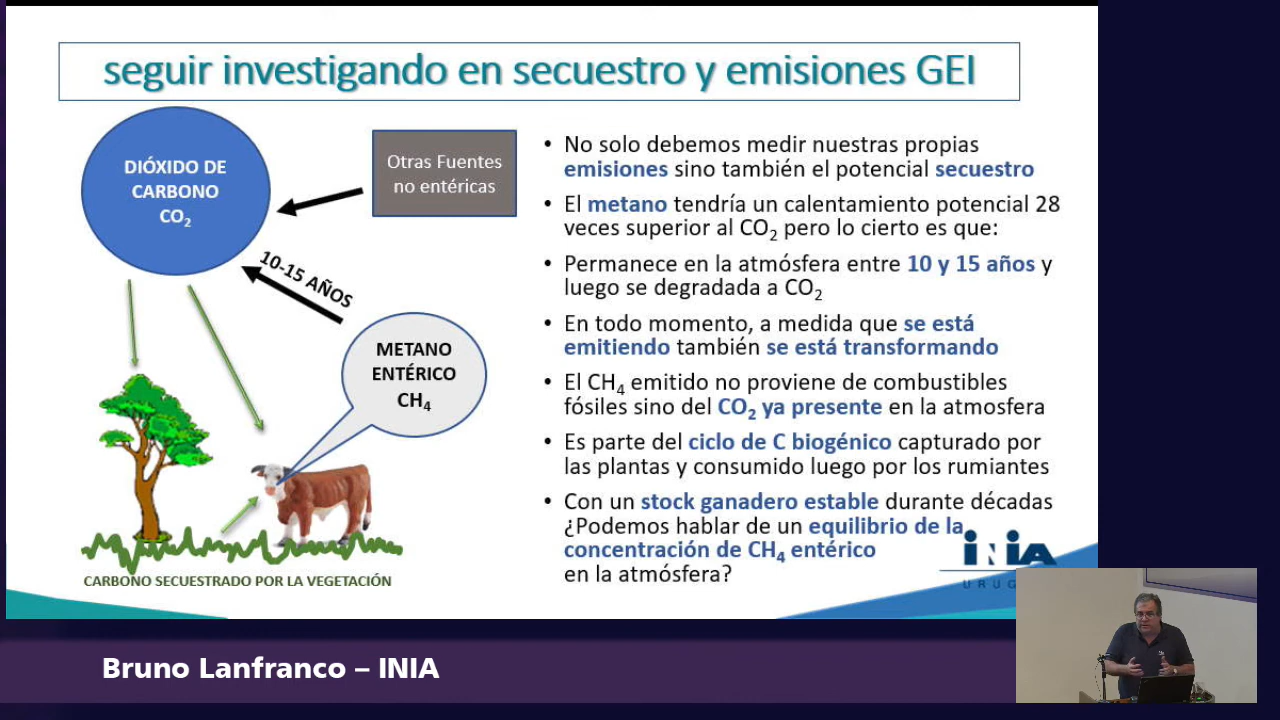 seguir investigando en secuestro y emisiones GEI
DIÓXIDO DE
CARBONO
CO₂
Otras Fuentes
no entéricas
10-15 AÑOS
METANO
ENTÉRICO
CH₄
CARBONO SECUESTRADO POR LA VEGETACIÓN
• No solo debemos medir nuestras propias
emisiones sino también el potencial secuestro
• El metano tendría un calentamiento potencial 28
veces superior al CO₂ pero lo cierto es que:
• Permanece en la atmósfera entre 10 y 15 años y
luego se degradada a CO₂
• En todo momento, a medida que se está
emitiendo también se está transformando
• El CH₄ emitido no proviene de combustibles
fósiles sino del CO₂ ya presente en la atmosfera
• Es parte del ciclo de C biogénico capturado por
las plantas y consumido luego por los rumiantes
• Con un stock ganadero estable durante décadas
¿Podemos hablar de un equilibrio de la
concentración de CH₄ entérico
en la atmósfera?
INIA
Bruno Lanfranco – INIA